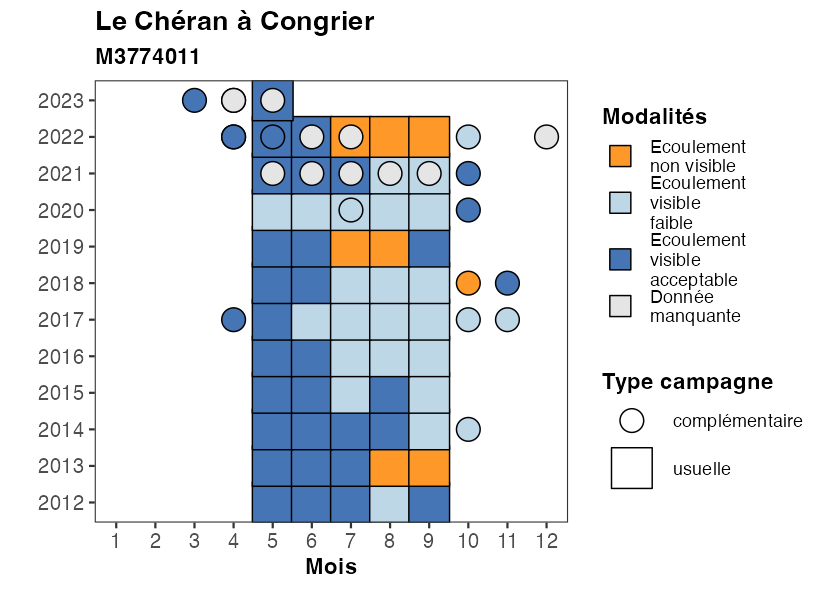 Le Chéran à Congrier
M3774011
2023
2022
2021
2020
2019
2018
2017
2016
2015
2014
2013
2012
1 2 3 4 5 6 7 8 9 10 11 12
Mois
Modalités
Ecoulement
non visible
Ecoulement
visible
faible
Ecoulement
visible
acceptable
Donnée
manquante
Type campagne
complémentaire
usuelle